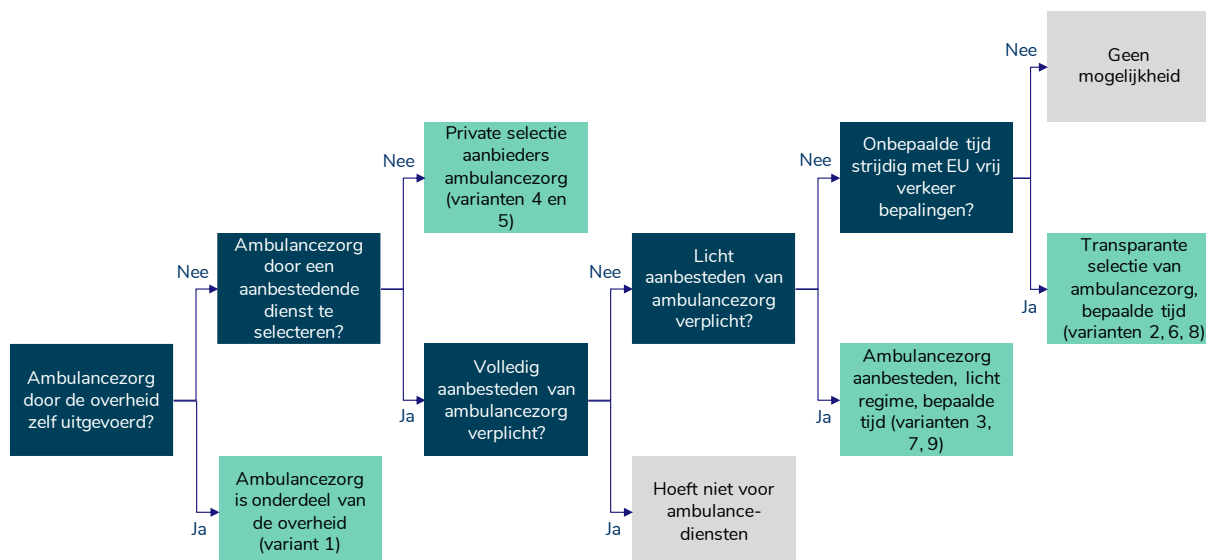 Ambulancezorg
door de overheid
zelf uitgevoerd?
Nee
Ja
Ambulancezorg
door een
aanbestedende
dienst te
selecteren?
Ambulancezorg
is onderdeel van
de overheid
(variant 1)
Nee
Ja
Private selectie
aanbieders
ambulancezorg
(varianten 4 en
5)
Volledig
aanbesteden van
ambulancezorg
verplicht?
Nee
Ja
Licht
aanbesteden van
ambulancezorg
verplicht?
Hoeft niet voor
ambulance-
diensten
Nee
Ja
Onbepaalde tijd
strijdig met EU vrij
verkeer
bepalingen?
Ambulancezorg
aanbesteden, licht
regime, bepaalde
tijd (varianten 3,
7, 9)
Nee
Ja
Geen
mogelijkheid
Transparante
selectie van
ambulancezorg,
bepaalde tijd
(varianten 2, 6, 8)